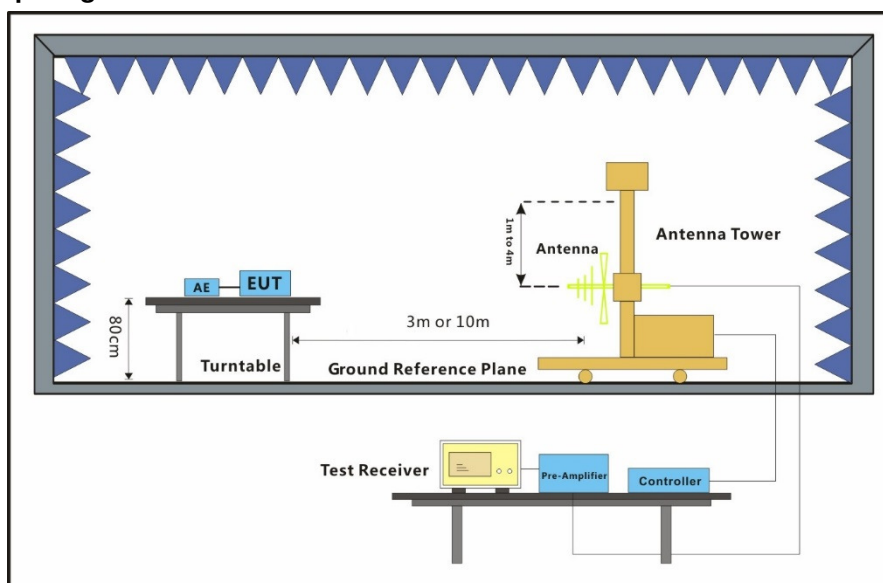 1m to 4m
Antenna
Antenna Tower
AE
EUT
80cm
3m or 10m
Turntable
Ground Reference Plane
Test Receiver
Pre-Amplifier
Controller